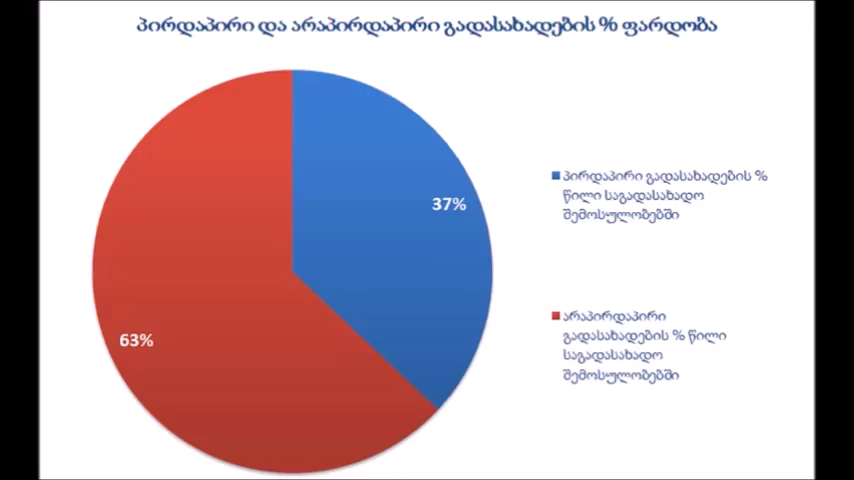 პირდაპირი და არაპირდაპირი გადასახადების % ფარდობა
37%
63%
პირდაპირი გადასახადების %
წილი საგადასახადო
შემოსულობებში
არაპირდაპირი
გადასახადების % წილი
საგადასახადო
შემოსულობებში